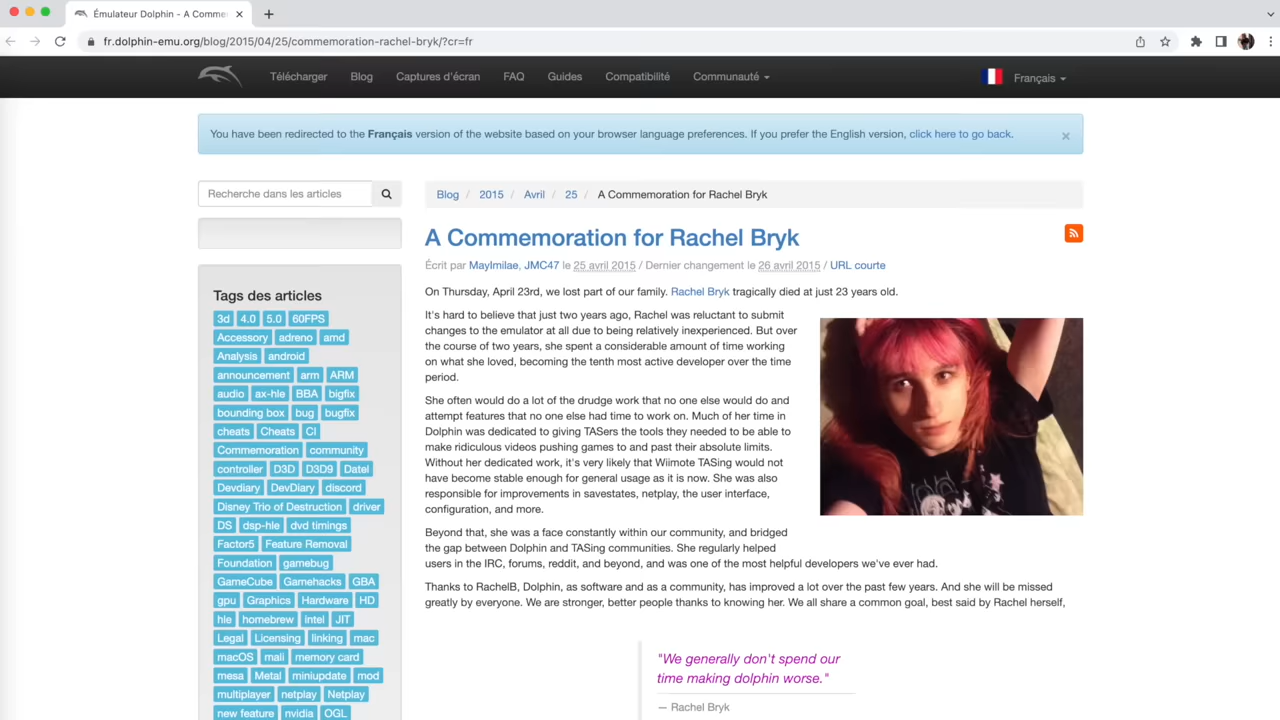 Émulateur Dolphin - A Comme
fr.dolphin-emu.org/blog/2015/04/25/commemoration-rachel-bryk/?cr=fr
Télécharger Blog Captures d'écran FAQ Guides Compatibilité Communauté Français
You have been redirected to the Français version of the website based on your browser language preferences. If you prefer the English version, click here to go back. ×
Recherche dans les articles
Blog / 2015 / Avril / 25 / A Commemoration for Rachel Bryk
A Commemoration for Rachel Bryk
Écrit par MayImilae, JMC47 le 25 avril 2015 / Dernier changement le 26 avril 2015 / URL courte
On Thursday, April 23rd, we lost part of our family. Rachel Bryk tragically died at just 23 years old.
It's hard to believe that just two years ago, Rachel was reluctant to submit
changes to the emulator at all due to being relatively inexperienced. But over
the course of two years, she spent a considerable amount of time working
on what she loved, becoming the tenth most active developer over the time
period.
She often would do a lot of the drudge work that no one else would do and
attempt features that no one else had time to work on. Much of her time in
Dolphin was dedicated to giving TASers the tools they needed to be able to
make ridiculous videos pushing games to and past their absolute limits.
Without her dedicated work, it's very likely that Wiimote TASing would not
have become stable enough for general usage as it is now. She was also
responsible for improvements in savestates, netplay, the user interface,
configuration, and more.
Beyond that, she was a face constantly within our community, and bridged
the gap between Dolphin and TASing communities. She regularly helped
users in the IRC, forums, reddit, and beyond, and was one of the most helpful developers we've ever had.
Thanks to RachelB, Dolphin, as software and as a community, has improved a lot over the past few years. And she will be missed
greatly by everyone. We are stronger, better people thanks to knowing her. We all share a common goal, best said by Rachel herself,
"We generally don't spend our
time making dolphin worse."
— Rachel Bryk
Tags des articles
3d 4.0 5.0 60FPS
Accessory adreno amd
Analysis android
announcement arm ARM
audio ax-hle BBA bigfix
bounding box bug bugfix
cheats Cheats CI
Commemoration community
controller D3D D3D9 Datel
Devdiary DevDiary discord
Disney Trio of Destruction driver
DS dsp-hle dvd timings
Factor5 Feature Removal
Foundation gamebug
GameCube Gamehacks GBA
gpu Graphics Hardware HD
hle homebrew Intel JIT
Legal Licensing linking mac
macOS mali memory card
mesa Metal miniupdate mod
multiplayer netplay Netplay
new feature nvidia OGL